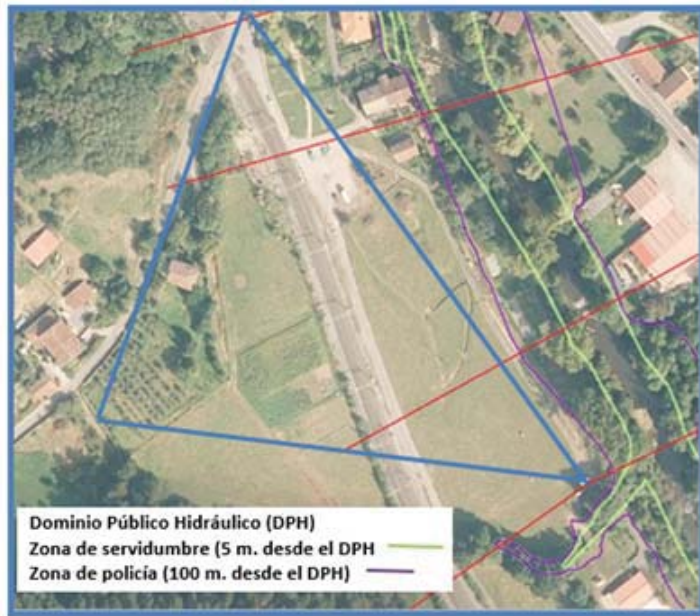 Dominio Público Hidráulico (DPH)
Zona de servidumbre (5 m. desde el DPH
Zona de policía (100 m. desde el DPH)